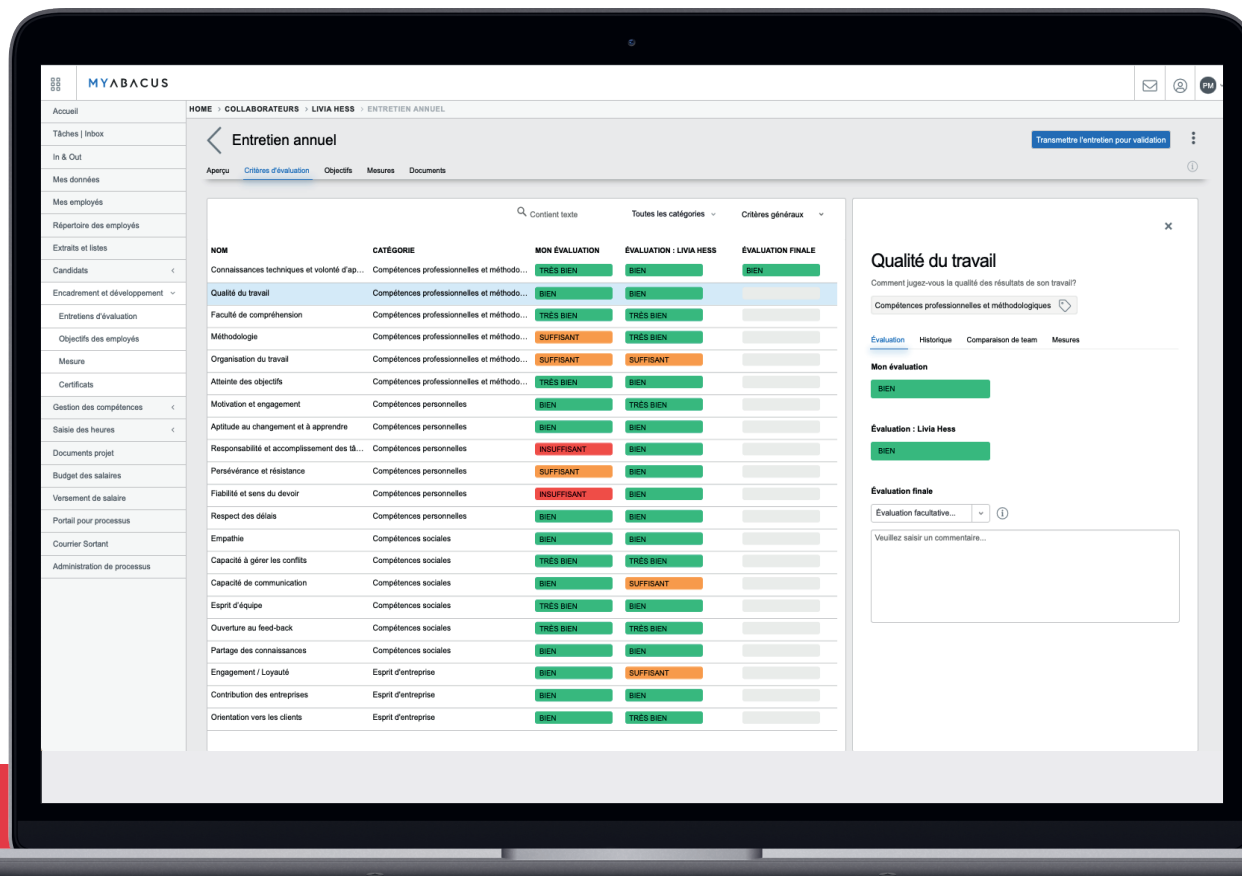 MYABACUS
PM
Accueil
Tâches | Inbox
In & Out
Mes données
Mes employés
Répertoire des employés
Extraits et listes
Candidats
Encadrement et développement
Entretiens d'évaluation
Objectifs des employés
Mesure
Certificats
Gestion des compétences
Saisie des heures
Documents projet
Budget des salaires
Versement de salaire
Portail pour processus
Courrier Sortant
Administration de processus
HOME > COLLABORATEURS > LIVIA HESS > ENTRETIEN ANNUEL
Entretien annuel
Transmettre l'entretien pour validation
Aperçu Critères d'évaluation Objectifs Mesures Documents
Contient texte Toutes les catégories Critères généraux
NOM CATÉGORIE MON ÉVALUATION ÉVALUATION : LIVIA HESS ÉVALUATION FINALE
Connaissances techniques et volonté d'ap... Compétences professionnelles et méthodo... TRÈS BIEN BIEN BIEN
Qualité du travail Compétences professionnelles et méthodo... BIEN BIEN
Faculté de compréhension Compétences professionnelles et méthodo... TRÈS BIEN TRÈS BIEN
Méthodologie Compétences professionnelles et méthodo... SUFFISANT TRÈS BIEN
Organisation du travail Compétences professionnelles et méthodo... SUFFISANT SUFFISANT
Atteinte des objectifs Compétences professionnelles et méthodo... TRÈS BIEN BIEN
Motivation et engagement Compétences personnelles BIEN TRÈS BIEN
Aptitude au changement et à apprendre Compétences personnelles BIEN BIEN
Responsabilité et accomplissement des tâ... Compétences personnelles INSUFFISANT BIEN
Persévérance et résistance Compétences personnelles SUFFISANT BIEN
Fiabilité et sens du devoir Compétences personnelles INSUFFISANT BIEN
Respect des délais Compétences personnelles BIEN BIEN
Empathie Compétences sociales BIEN BIEN
Capacité à gérer les conflits Compétences sociales TRÈS BIEN TRÈS BIEN
Capacité de communication Compétences sociales BIEN SUFFISANT
Esprit d'équipe Compétences sociales TRÈS BIEN BIEN
Ouverture au feed-back Compétences sociales TRÈS BIEN TRÈS BIEN
Partage des connaissances Compétences sociales BIEN BIEN
Engagement / Loyauté Esprit d'entreprise BIEN SUFFISANT
Contribution des entreprises Esprit d'entreprise BIEN BIEN
Orientation vers les clients Esprit d'entreprise BIEN TRÈS BIEN
Qualité du travail
Comment jugez-vous la qualité des résultats de son travail?
Compétences professionnelles et méthodologiques
Évaluation Historique Comparaison de team Mesures
Mon évaluation
BIEN
Évaluation : Livia Hess
BIEN
Évaluation finale
Évaluation facultative...
Veuillez saisir un commentaire...